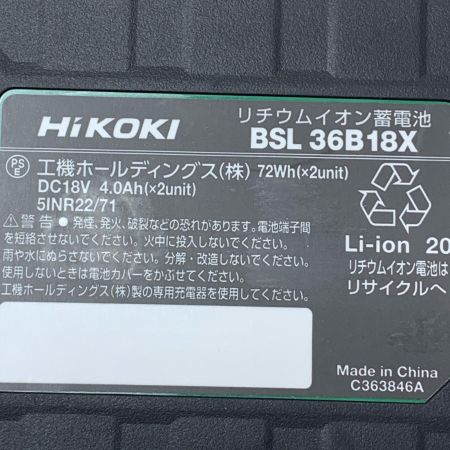 HiKOKI
リチウムイオン蓄電池
BSL 36B18X
PS E 工機ホールディングス(株) 72Wh(×2unit)
DC18V 4.0Ah(×2unit)
5INR22/71
⚠警告 ● 発煙、発火、破裂などの恐れがあります。電池端子間
を短絡させないでください。火中に投入しないでください。
雨や水にぬらさないでください。分解・改造しないでください。
使用しないときは電池カバーをかぶせてください。
工機ホールディングス(株)製の専用充電器を使用してください。
Li-ion 20
リチウムイオン電池は
リサイクルへ
Made in China
C363846A